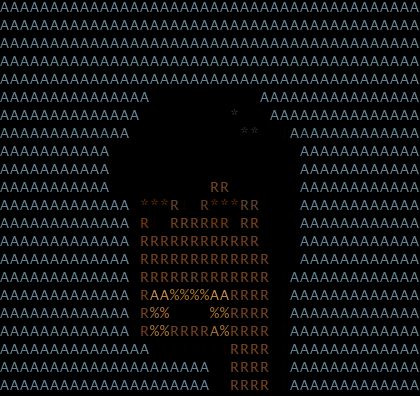 AAAAAAAAAAAAAAAAAAAAAAAAAAAAAAAAAAAAAAAAAA
AAAAAAAAAAAAAAAAAAAAAAAAAAAAAAAAAAAAAAAAAA
AAAAAAAAAAAAAAAAAAAAAAAAAAAAAAAAAAAAAAAAAA
AAAAAAAAAAAAAAAAAAAAAAAAAAAAAAAAAAAAAAAAAA
AAAAAAAAAAAAAAAAAAAAAAAAAAAAAAAAAAAAAAAAAA
AAAAAAAAAAAAAAA           AAAAAAAAAAAAAAAA
AAAAAAAAAAAAAA         *   AAAAAAAAAAAAAAA
AAAAAAAAAAAAA           **   AAAAAAAAAAAAA
AAAAAAAAAAA                   AAAAAAAAAAAA
AAAAAAAAAAA                   AAAAAAAAAAAA
AAAAAAAAAAA          RR       AAAAAAAAAAAA
AAAAAAAAAAAAA ***R  R***RR    AAAAAAAAAAAA
AAAAAAAAAAAAA R  RRRRRR RR    AAAAAAAAAAAA
AAAAAAAAAAAAA RRRRRRRRRRRR    AAAAAAAAAAAA
AAAAAAAAAAAAA RRRRRRRRRRRRR   AAAAAAAAAAAA
AAAAAAAAAAAAA RRRRRRRRRRRRR  AAAAAAAAAAAAA
AAAAAAAAAAAAA RAA%%%%AARRRR  AAAAAAAAAAAAA
AAAAAAAAAAAAA R%%    %%RRRR  AAAAAAAAAAAAA
AAAAAAAAAAAAA R%%RRRRA%RRRR  AAAAAAAAAAAAA
AAAAAAAAAAAAAAA        RRRR  AAAAAAAAAAAAA
AAAAAAAAAAAAAAAAAAAAA  RRRR  AAAAAAAAAAAAA
AAAAAAAAAAAAAAAAAAAAA  RRRR  AAAAAAAAAAAAA